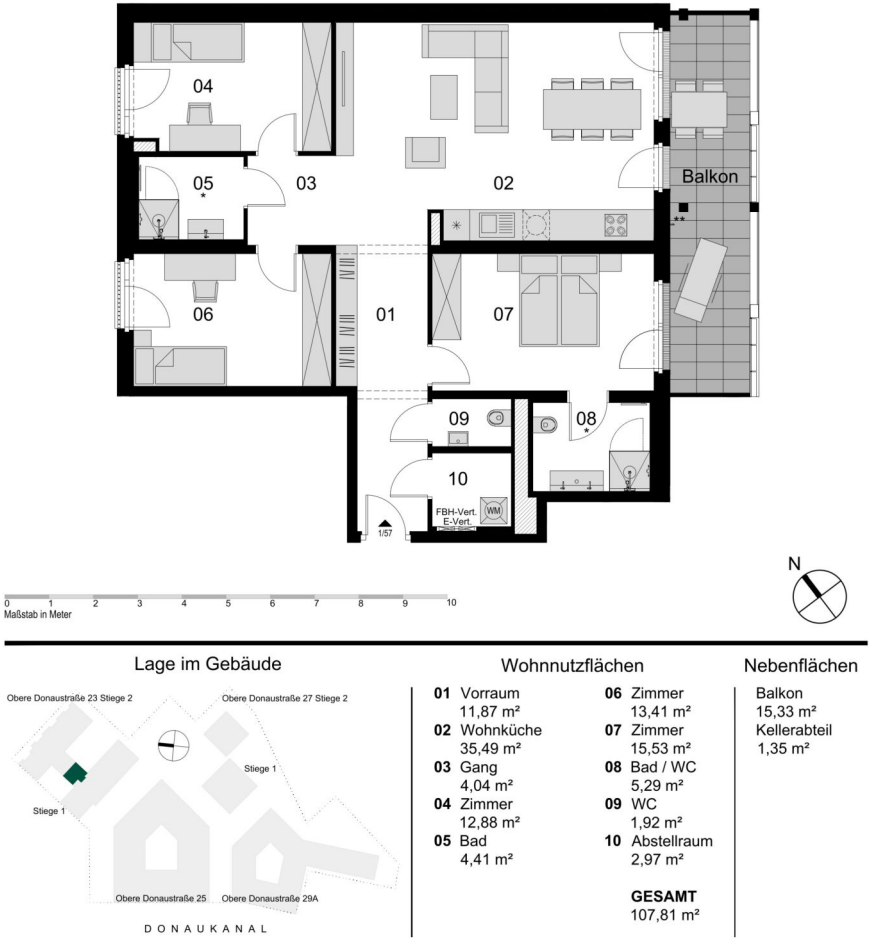 04
05
*
03
02
*
Balkon
**
06
01
07
09
08
*
10
FBH-Vert.
E-Vert.
WM
1/57
N
0 1 2 3 4 5 6 7 8 9 10
Maßstab in Meter
Lage im Gebäude
Obere Donaustraße 23 Stiege 2
Obere Donaustraße 27 Stiege 2
Stiege 1
Stiege 1
Obere Donaustraße 25
Obere Donaustraße 29A
DONAUKANAL
Wohnnutzflächen
01 Vorraum
11,87 m²
02 Wohnküche
35,49 m²
03 Gang
4,04 m²
04 Zimmer
12,88 m²
05 Bad
4,41 m²
06 Zimmer
13,41 m²
07 Zimmer
15,53 m²
08 Bad / WC
5,29 m²
09 WC
1,92 m²
10 Abstellraum
2,97 m²
GESAMT
107,81 m²
Nebenflächen
Balkon
15,33 m²
Kellerabteil
1,35 m²